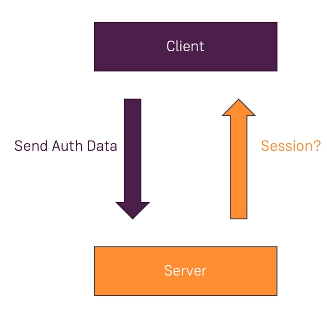 Client
Send Auth Data
Session?
Server